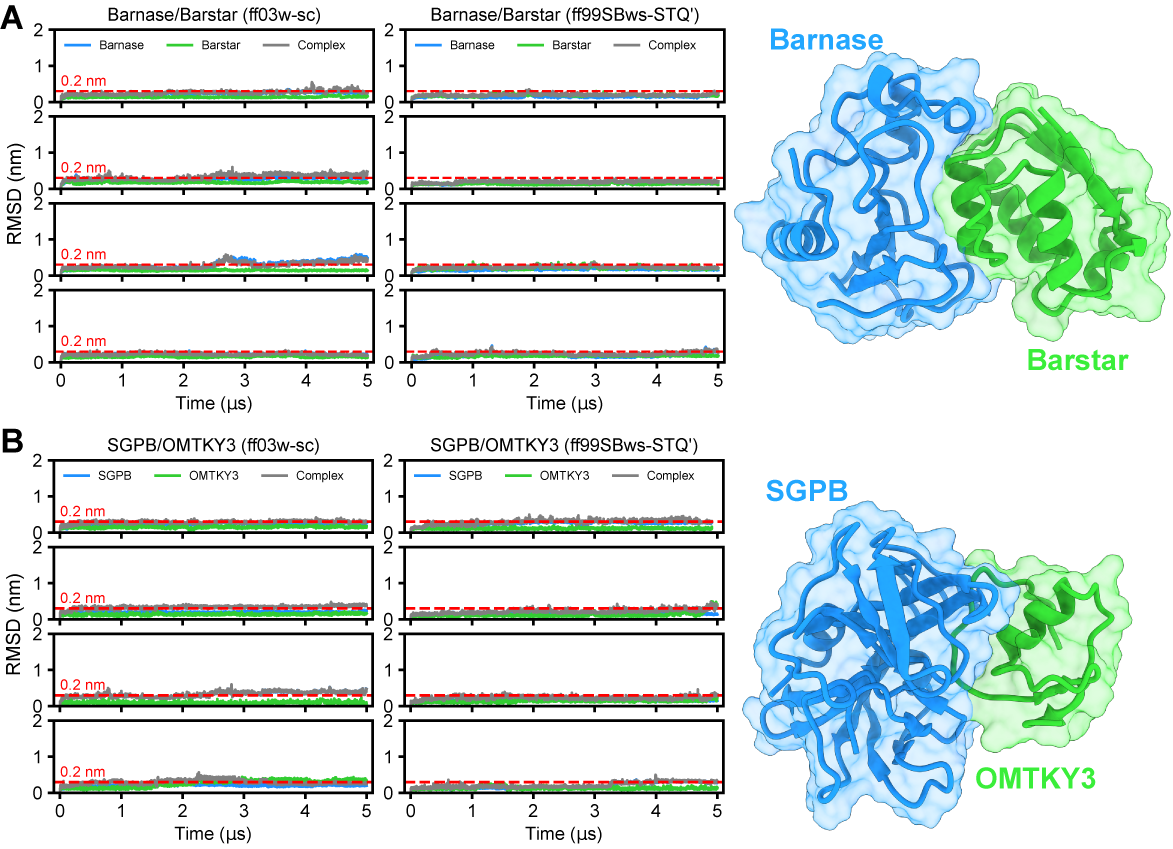 A
Barnase/Barstar (ff03w-sc)
Barnase/Barstar (ff99SBws-STQ')
Barnase
Barstar
Complex
Barnase
Barstar
Complex
Barnase
Barstar
RMSD (nm)
2
1
0
0.2 nm
2
1
0
0.2 nm
2
1
0
0.2 nm
2
1
0
0.2 nm
0 1 2 3 4 5
0 1 2 3 4 5
Time (μs)
Time (μs)
B
SGPB/OMTKY3 (ff03w-sc)
SGPB/OMTKY3 (ff99SBws-STQ')
SGPB
OMTKY3
Complex
SGPB
OMTKY3
Complex
SGPB
OMTKY3
RMSD (nm)
2
1
0
0.2 nm
2
1
0
0.2 nm
2
1
0
0.2 nm
2
1
0
0.2 nm
0 1 2 3 4 5
0 1 2 3 4 5
Time (μs)
Time (μs)